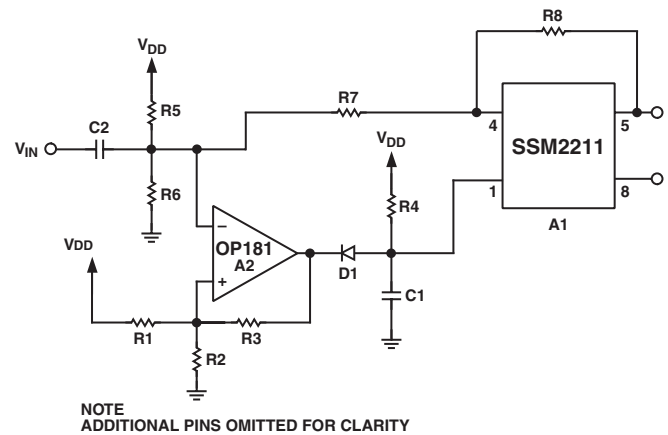 R8
VDD
R5
R7
C2
VIN
4
5
VDD
SSM2211
R6
R4
1
8
A1
VDD
−
OP181
A2
+
D1
C1
R1
R3
R2
NOTE
ADDITIONAL PINS OMITTED FOR CLARITY